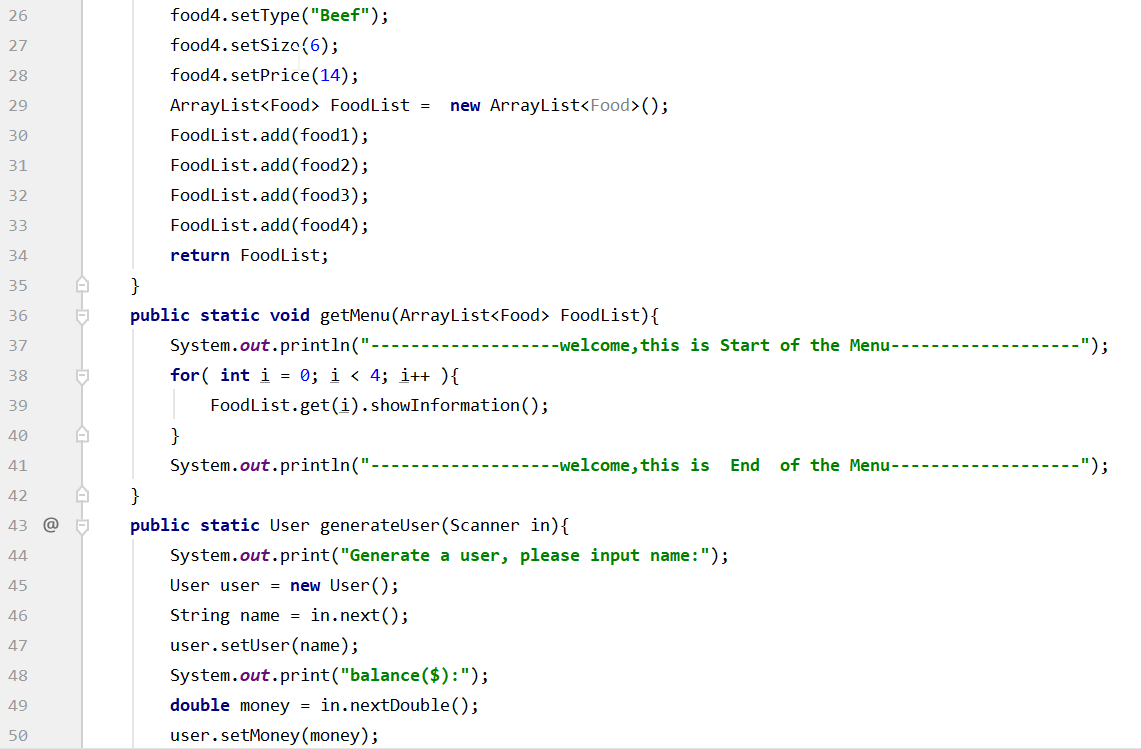 26 food4.setType("Beef");
27 food4.setSize(6);
28 food4.setPrice(14);
29 ArrayList<Food> FoodList =  new ArrayList<Food>();
30 FoodList.add(food1);
31 FoodList.add(food2);
32 FoodList.add(food3);
33 FoodList.add(food4);
34 return FoodList;
35 }
36 public static void getMenu(ArrayList<Food> FoodList){
37 System.out.println("-------------------welcome,this is Start of the Menu-------------------");
38 for( int i = 0; i < 4; i++ ){
39 FoodList.get(i).showInformation();
40 }
41 System.out.println("-------------------welcome,this is  End  of the Menu-------------------");
42 }
43 @ public static User generateUser(Scanner in){
44 System.out.print("Generate a user, please input name:");
45 User user = new User();
46 String name = in.next();
47 user.setUser(name);
48 System.out.print("balance($):");
49 double money = in.nextDouble();
50 user.setMoney(money);